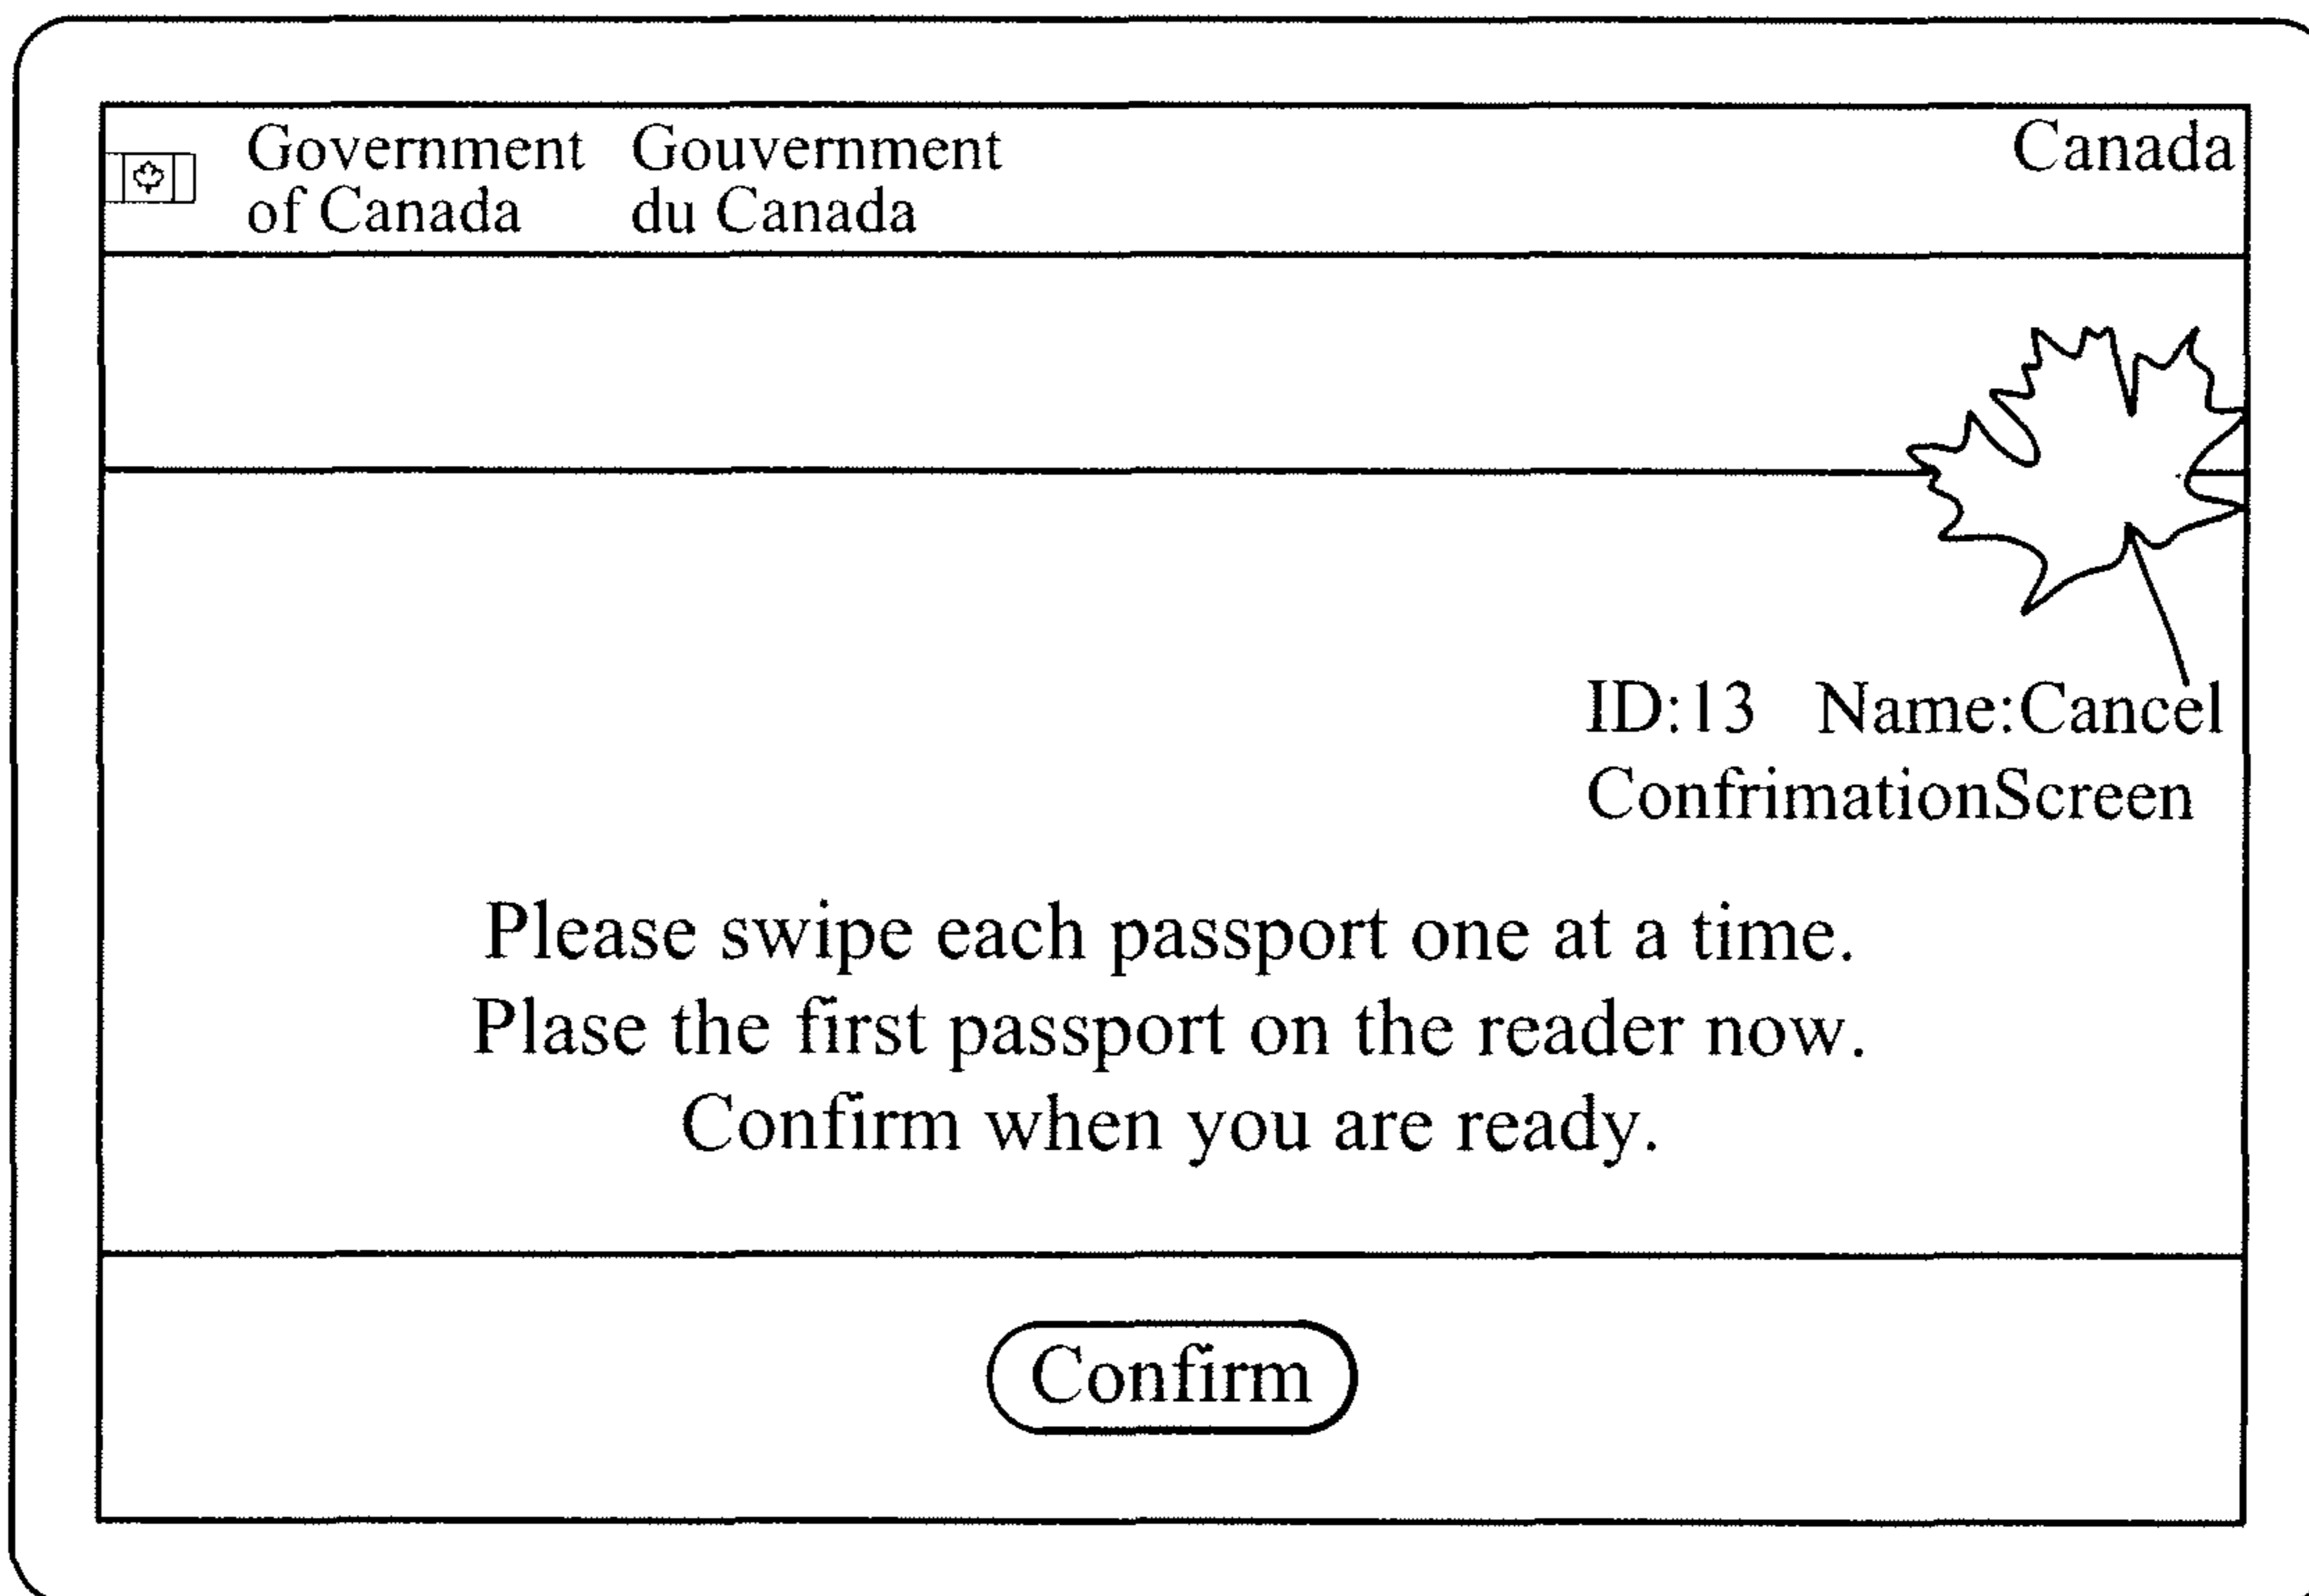 Government Gouvernment Canada
of Canada du Canada
ID:13 Name:Cancel
ConfrimationScreen
Please swipe each passport one at a time.
Plase the first passport on the reader now.
Confirm when you are ready.
Confirm